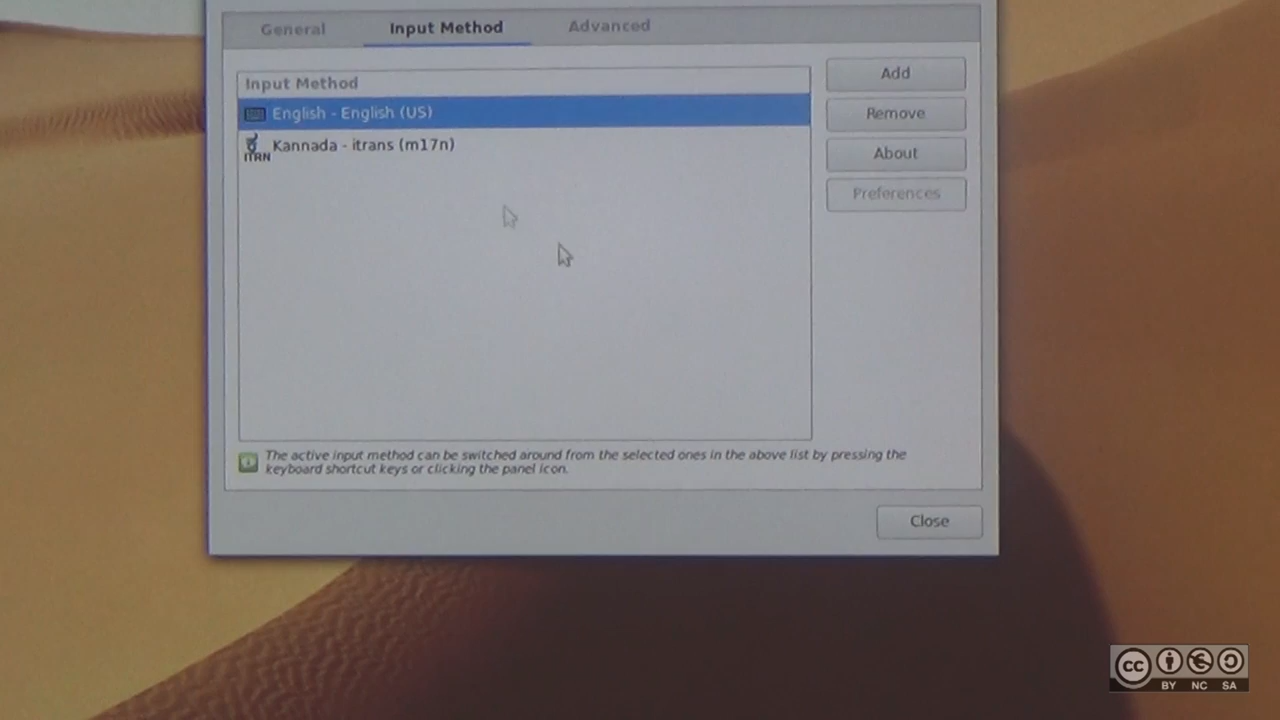 General Input Method Advanced
Input Method
English - English (US)
ITRN Kannada - itrans (m17n)
Add
Remove
About
Preferences
The active input method can be switched around from the selected ones in the above list by pressing the
keyboard shortcut keys or clicking the panel icon.
Close
cc
BY NC SA